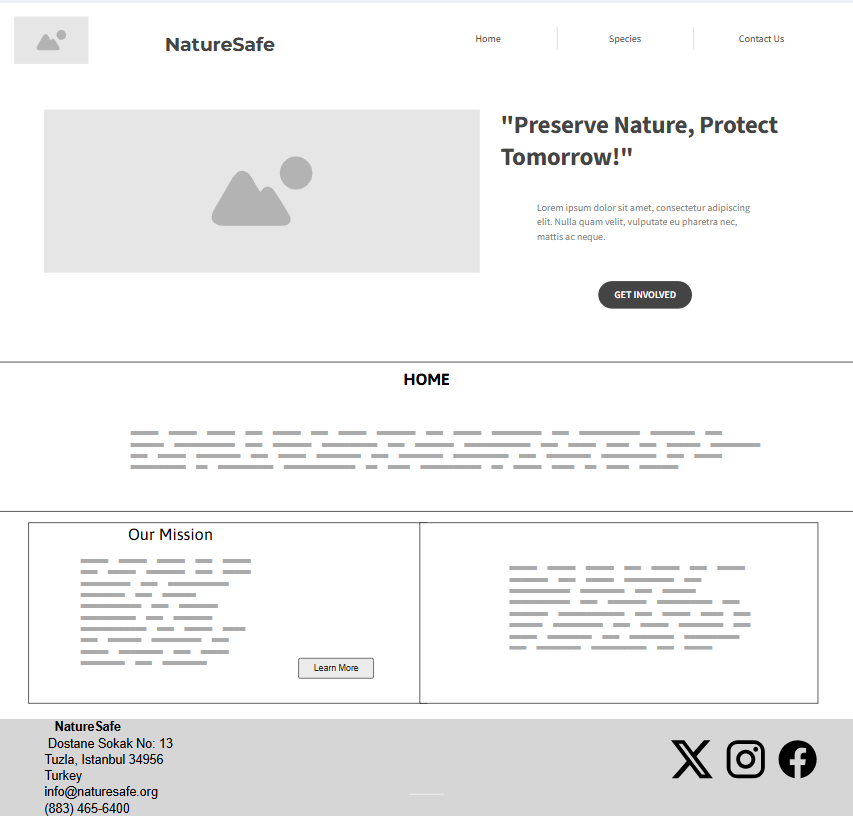 NatureSafe
Home
Species
Contact Us
"Preserve Nature, Protect
Tomorrow!"
Lorem ipsum dolor sit amet, consectetur adipiscing
elit. Nulla quam velit, vulputate eu pharetra nec,
mattis ac neque.
GET INVOLVED
HOME
Our Mission
Learn More
NatureSafe
Dostane Sokak No: 13
Tuzla, Istanbul 34956
Turkey
info@naturesafe.org
(883) 465-6400